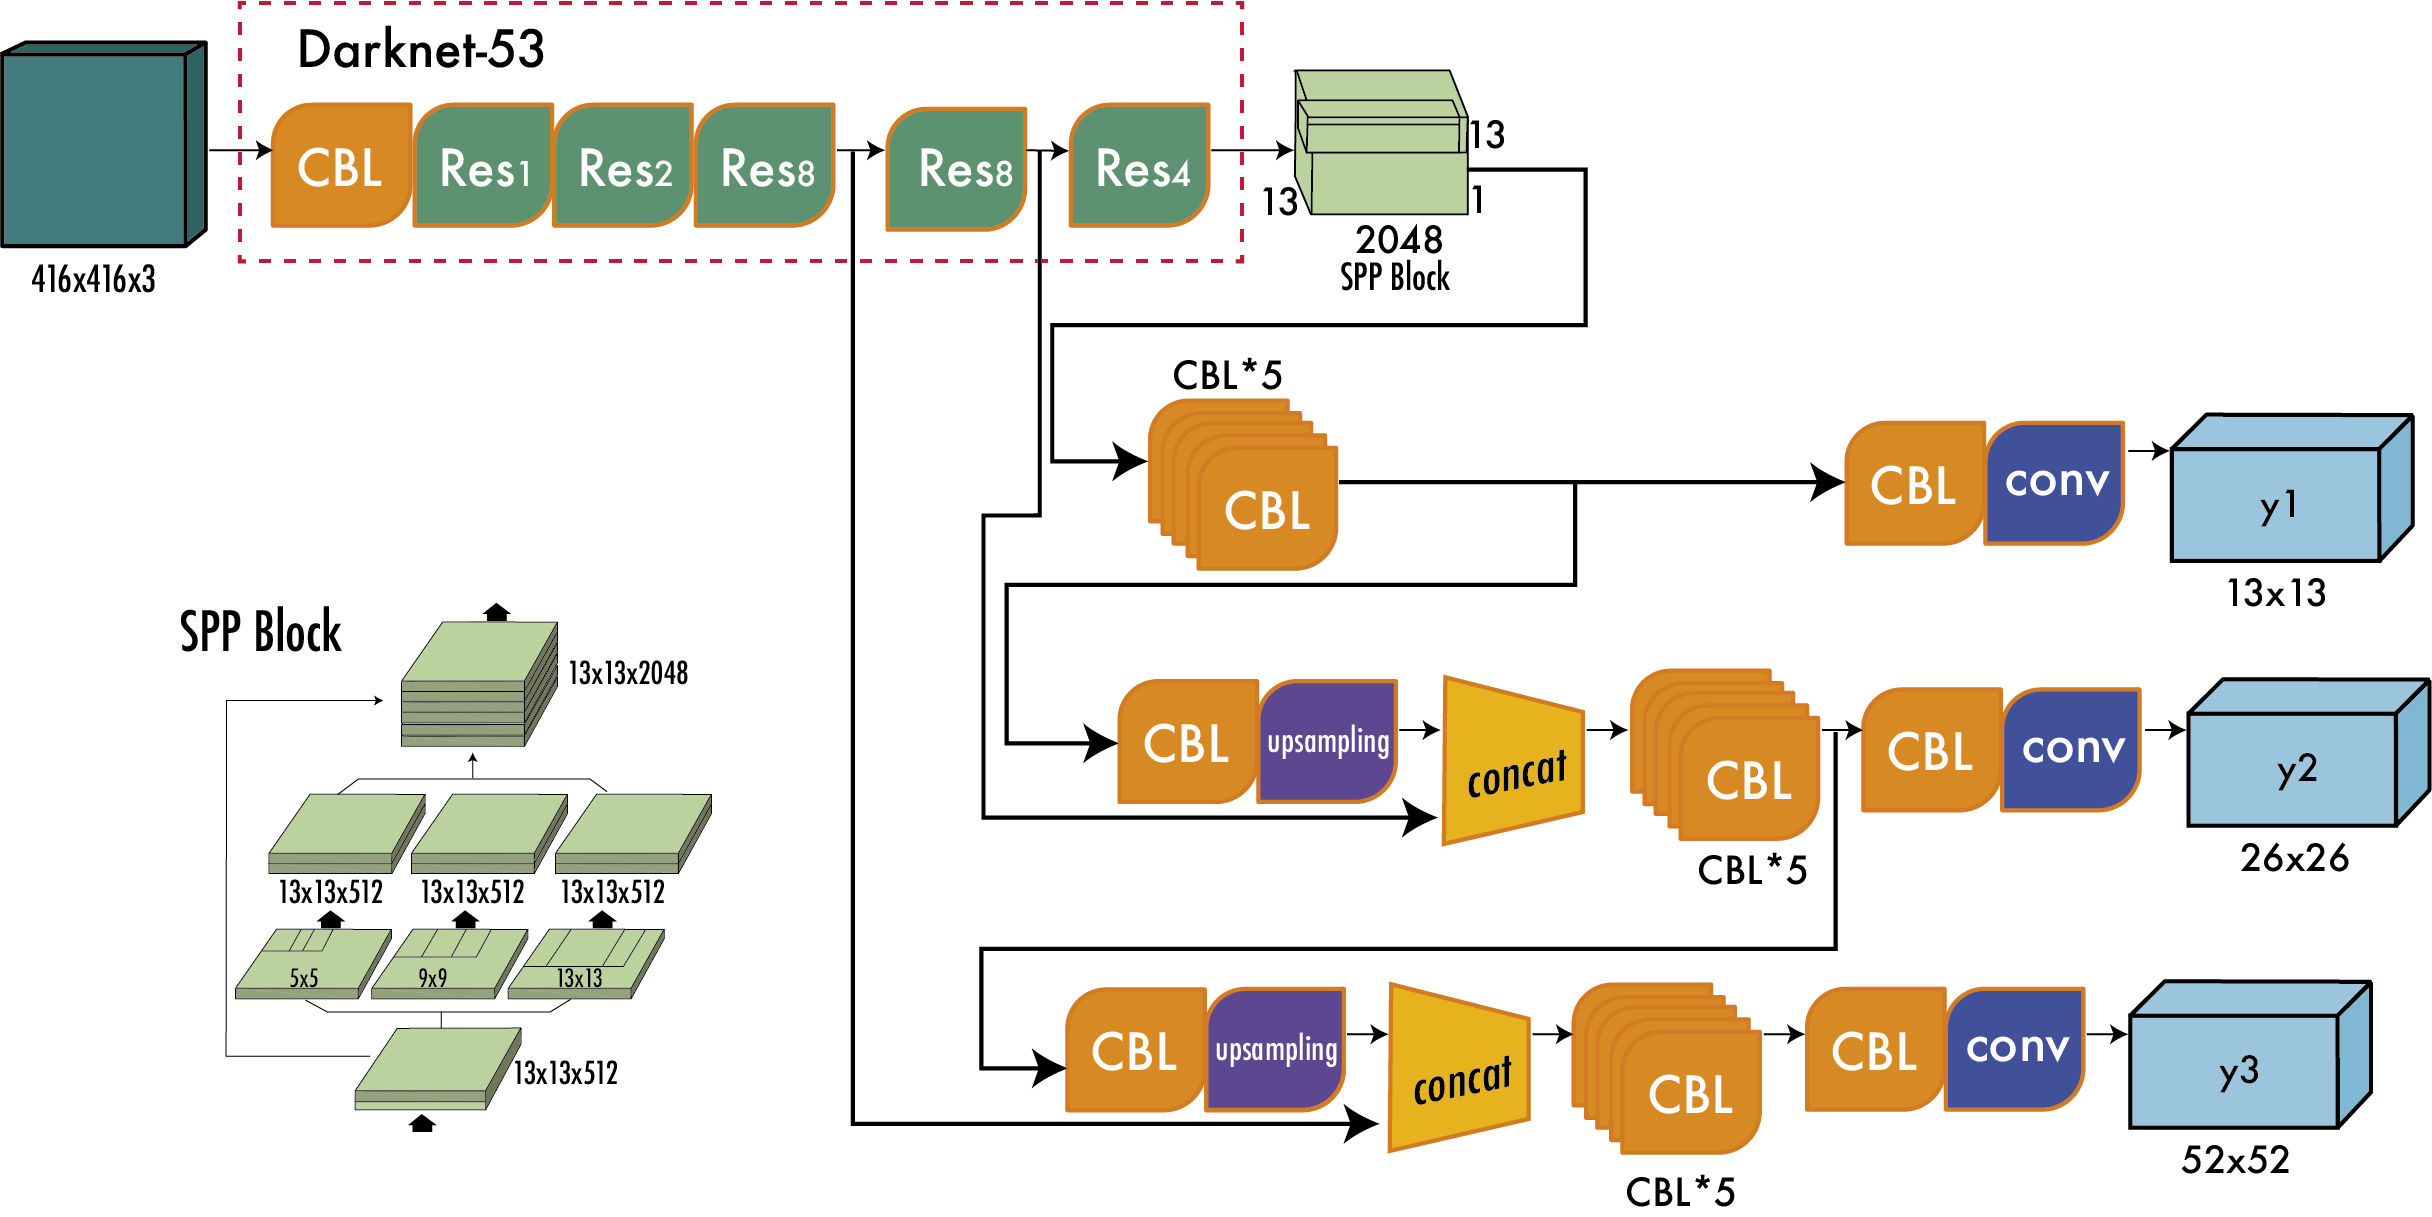 Darknet-53
CBL
Res1
Res2
Res8
Res8
Res4
13
13
1
2048
SPP Block
416x416x3
CBL*5
CBL
CBL
conv
y1
13x13
SPP Block
13x13x2048
13x13x512
13x13x512
13x13x512
5x5
9x9
13x13
13x13x512
CBL
upsampling
concat
CBL
CBL*5
CBL
conv
y2
26x26
CBL
upsampling
concat
CBL
CBL*5
CBL
conv
y3
52x52